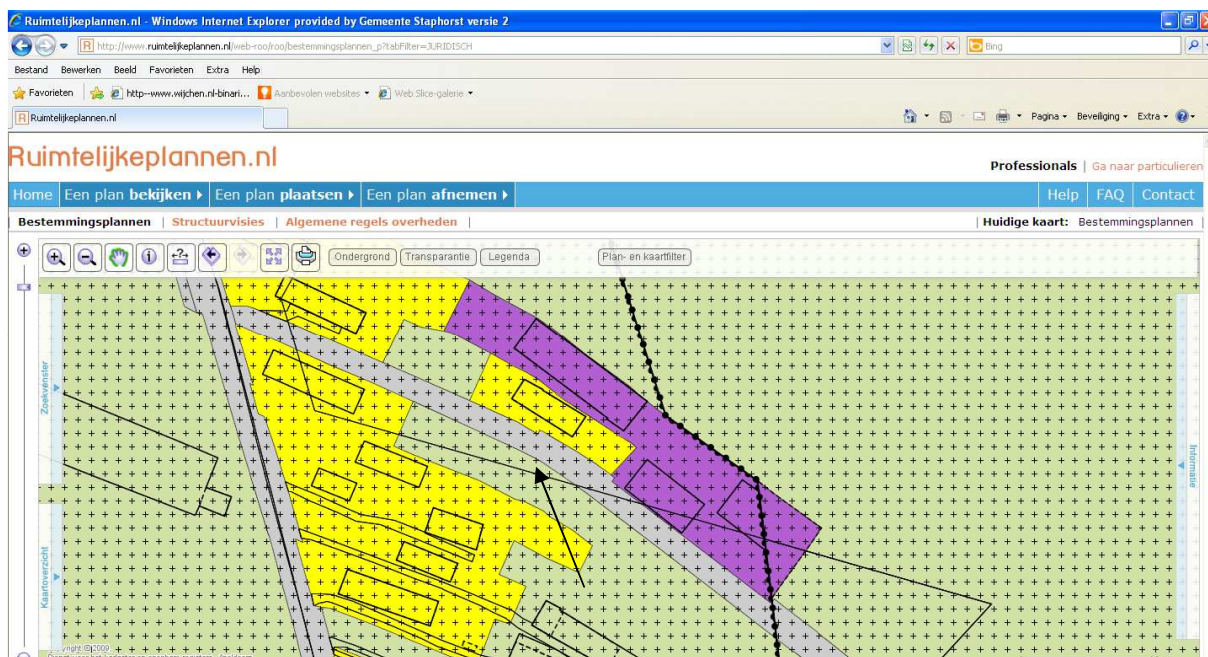 Ruimtelijkeplannen.nl - Windows Internet Explorer provided by Gemeente Staphorst versie 2
http://www.ruimtelijkeplannen.nl/web-roo/roo/bestemmingsplannen_p?tabFilter=JURIDISCH
Bing
Bestand Bewerken Beeld Favorieten Extra Help
Favorieten http--www.wijchen.nl-binari... Aanbevolen websites Web Slice-galerie
Ruimtelijkeplannen.nl
Pagina Beveiliging Extra
Ruimtelijkeplannen.nl
Professionals | Ga naar particulieren
Home Een plan bekijken Een plan plaatsen Een plan afnemen Help FAQ Contact
| Bestemmingsplannen | Structuurvisies | Algemene regels overheden | | Huidige kaart: Bestemmingsplannen |
Ondergrond Transparantie Legenda Plan- en kaartfilter
Zoekvenster
Informatie
Kaartoverzicht